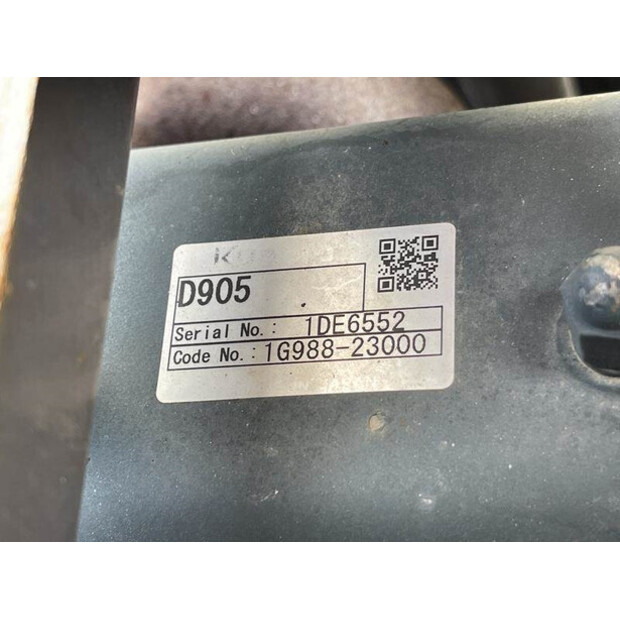 D905
Serial No.: 1DE6552
Code No.: 1G988-23000